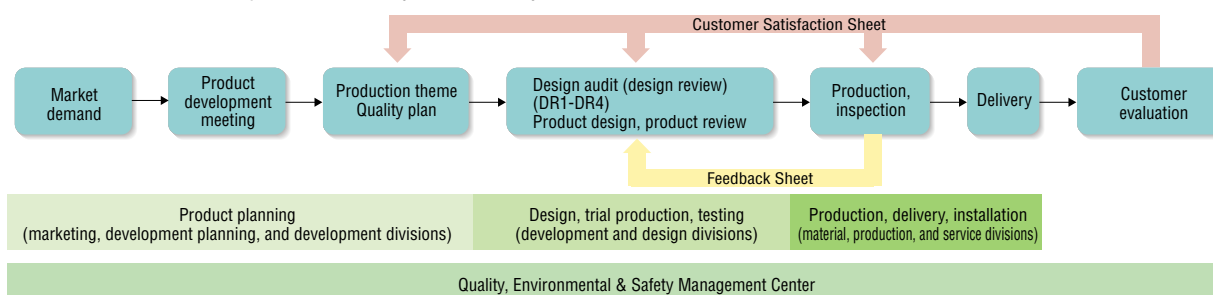 Customer Satisfaction Sheet
Market
demand
Product
development
meeting
Production theme
Quality plan
Design audit (design review)
(DR1-DR4)
Product design, product review
Production,
inspection
Delivery
Customer
evaluation
Feedback Sheet
Product planning
(marketing, development planning, and development divisions)
Design, trial production, testing
(development and design divisions)
Production, delivery, installation
(material, production, and service divisions)
Quality, Environmental & Safety Management Center